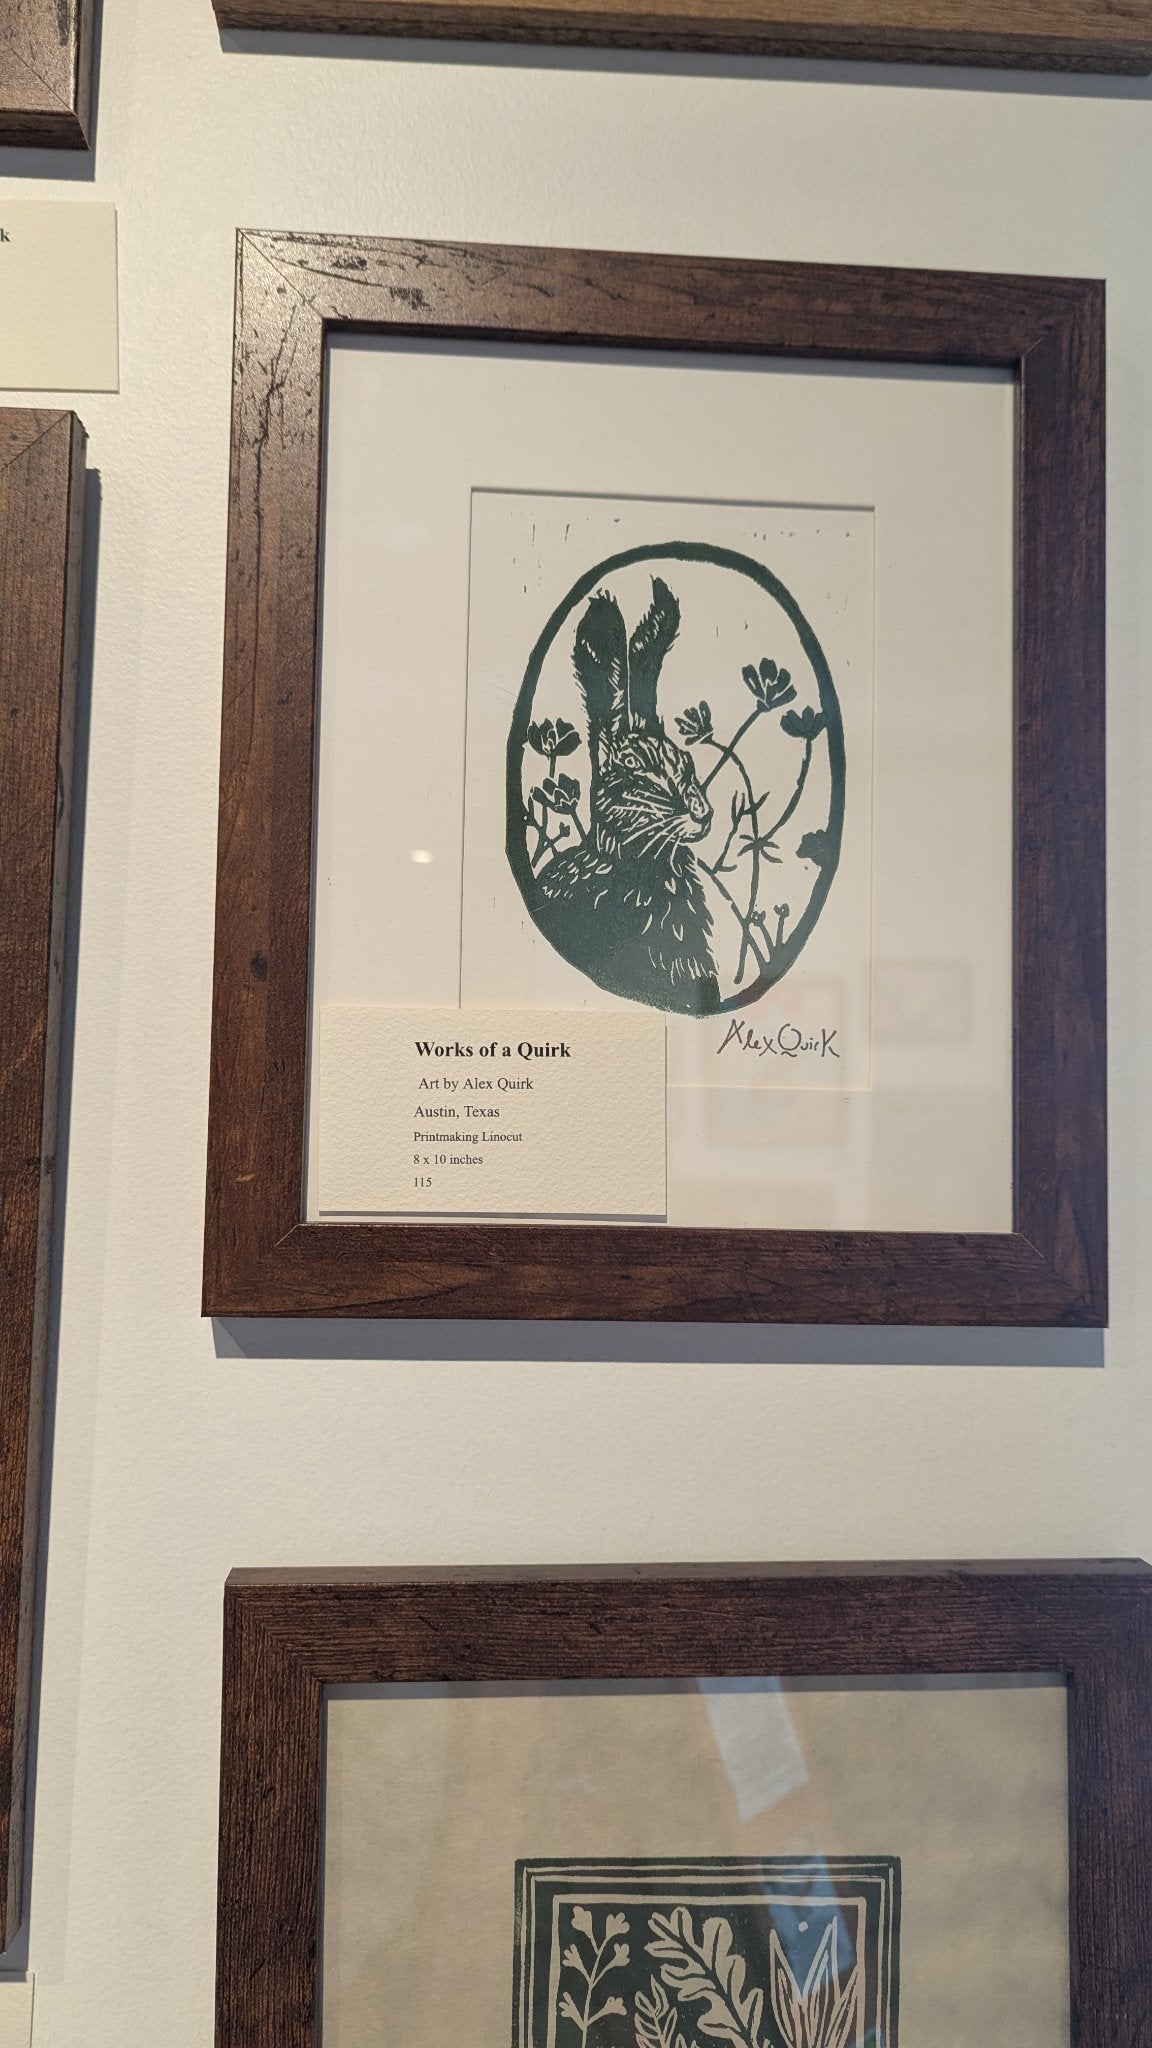 k
Alex Quirk
Works of a Quirk
Art by Alex Quirk
Austin, Texas
Printmaking Linocut
8 x 10 inches
115